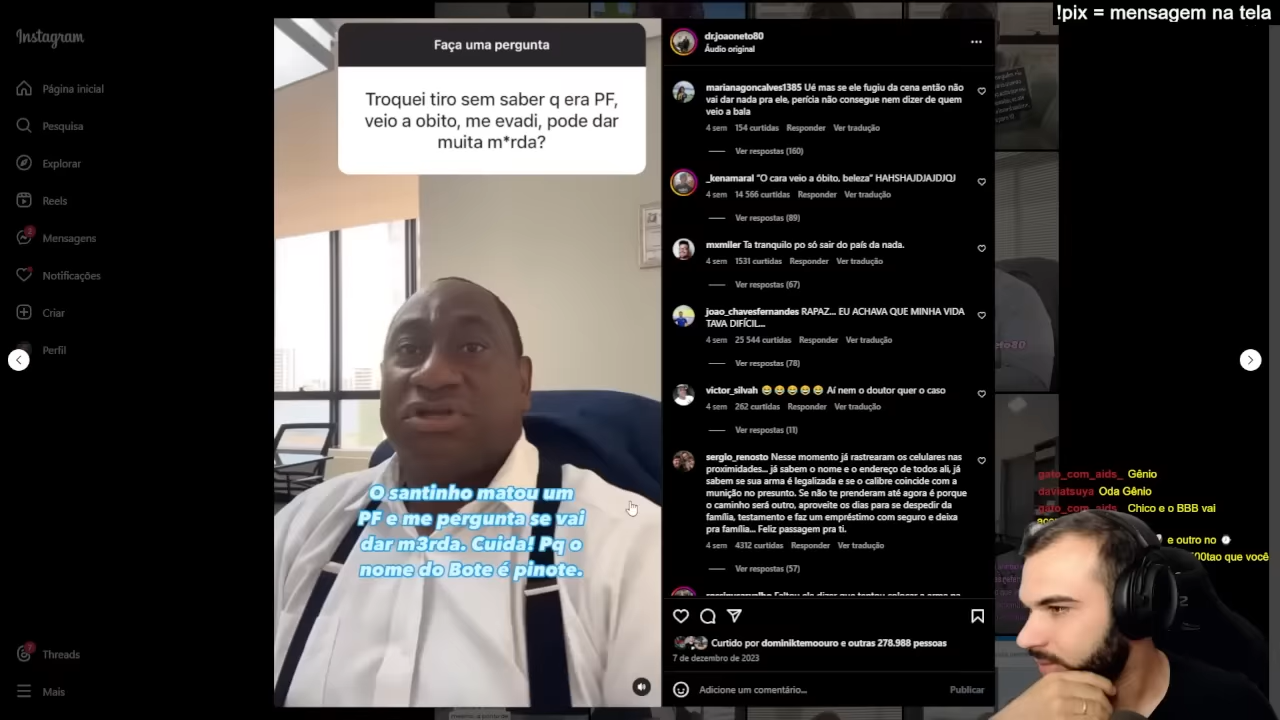 !pix = mensagem na tela
Instagram
Página inicial
Pesquisa
Explorar
Reels
2
Mensagens
Notificações
Criar
Perfil
Threads
Mais
Faça uma pergunta
Troquei tiro sem saber q era PF,
veio a obito, me evadi, pode dar
muita m*rda?
O santinho matou um
PF e me pergunta se vai
dar m3rda. Cuida! Pq o
nome do Bote é pinote.
dr.joaoneto80
Áudio original
marianagoncalves1385 Ué mas se ele fugiu da cena então não
vai dar nada pra ele, perícia não consegue nem dizer de quem
veio a bala
4 sem 154 curtidas Responder Ver tradução
Ver respostas (160)
_kenamaral “O cara veio a óbito, beleza” HAHSHAJDJAJDJQJ
4 sem 14 566 curtidas Responder Ver tradução
Ver respostas (89)
mxmiler Ta tranquilo po só sair do país da nada.
4 sem 1531 curtidas Responder Ver tradução
Ver respostas (67)
joao_chavesfernandes RAPAZ... EU ACHAVA QUE MINHA VIDA
TAVA DIFÍCIL...
4 sem 25 544 curtidas Responder Ver tradução
Ver respostas (78)
victor_silvah 😂😂😂😂😂 Aí nem o doutor quer o caso
4 sem 262 curtidas Responder Ver tradução
Ver respostas (11)
sergio_renosto Nesse momento já rastrearam os celulares nas
proximidades... já sabem o nome e o endereço de todos ali, já
sabem se sua arma é legalizada e se o calibre coincide com a
munição no presunto. Se não te prenderam até agora é porque
o caminho será outro, aproveite os dias para se despedir da
família, testamento e faz um empréstimo com seguro e deixa
pra família... Feliz passagem pra ti.
4 sem 4312 curtidas Responder Ver tradução
Ver respostas (57)
Curtido por dominiktemoouro e outras 278.988 pessoas
7 de dezembro de 2023
Adicione um comentário...
Publicar
gato_com_aids_ Gênio
daviatsuya Oda Gênio
gato_com_aids_ Chico e o BBB vai
e outro no
que você